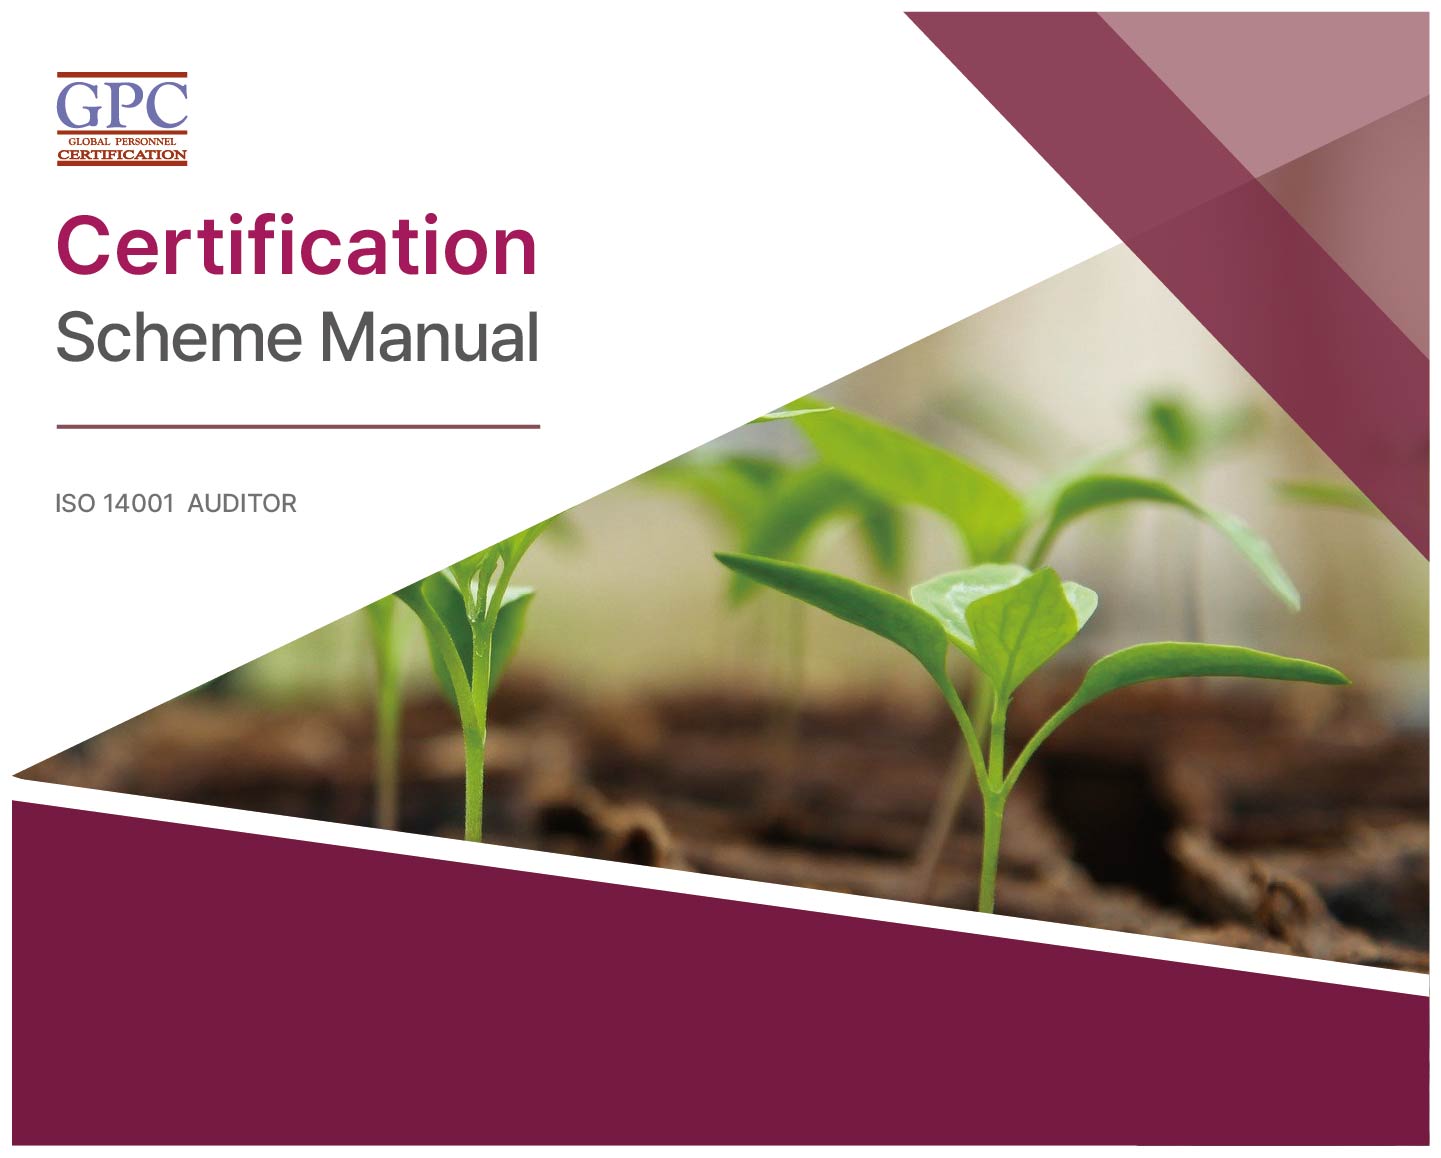 GPC
GLOBAL PERSONNEL
CERTIFICATION
Certification
Scheme Manual
ISO 14001 AUDITOR